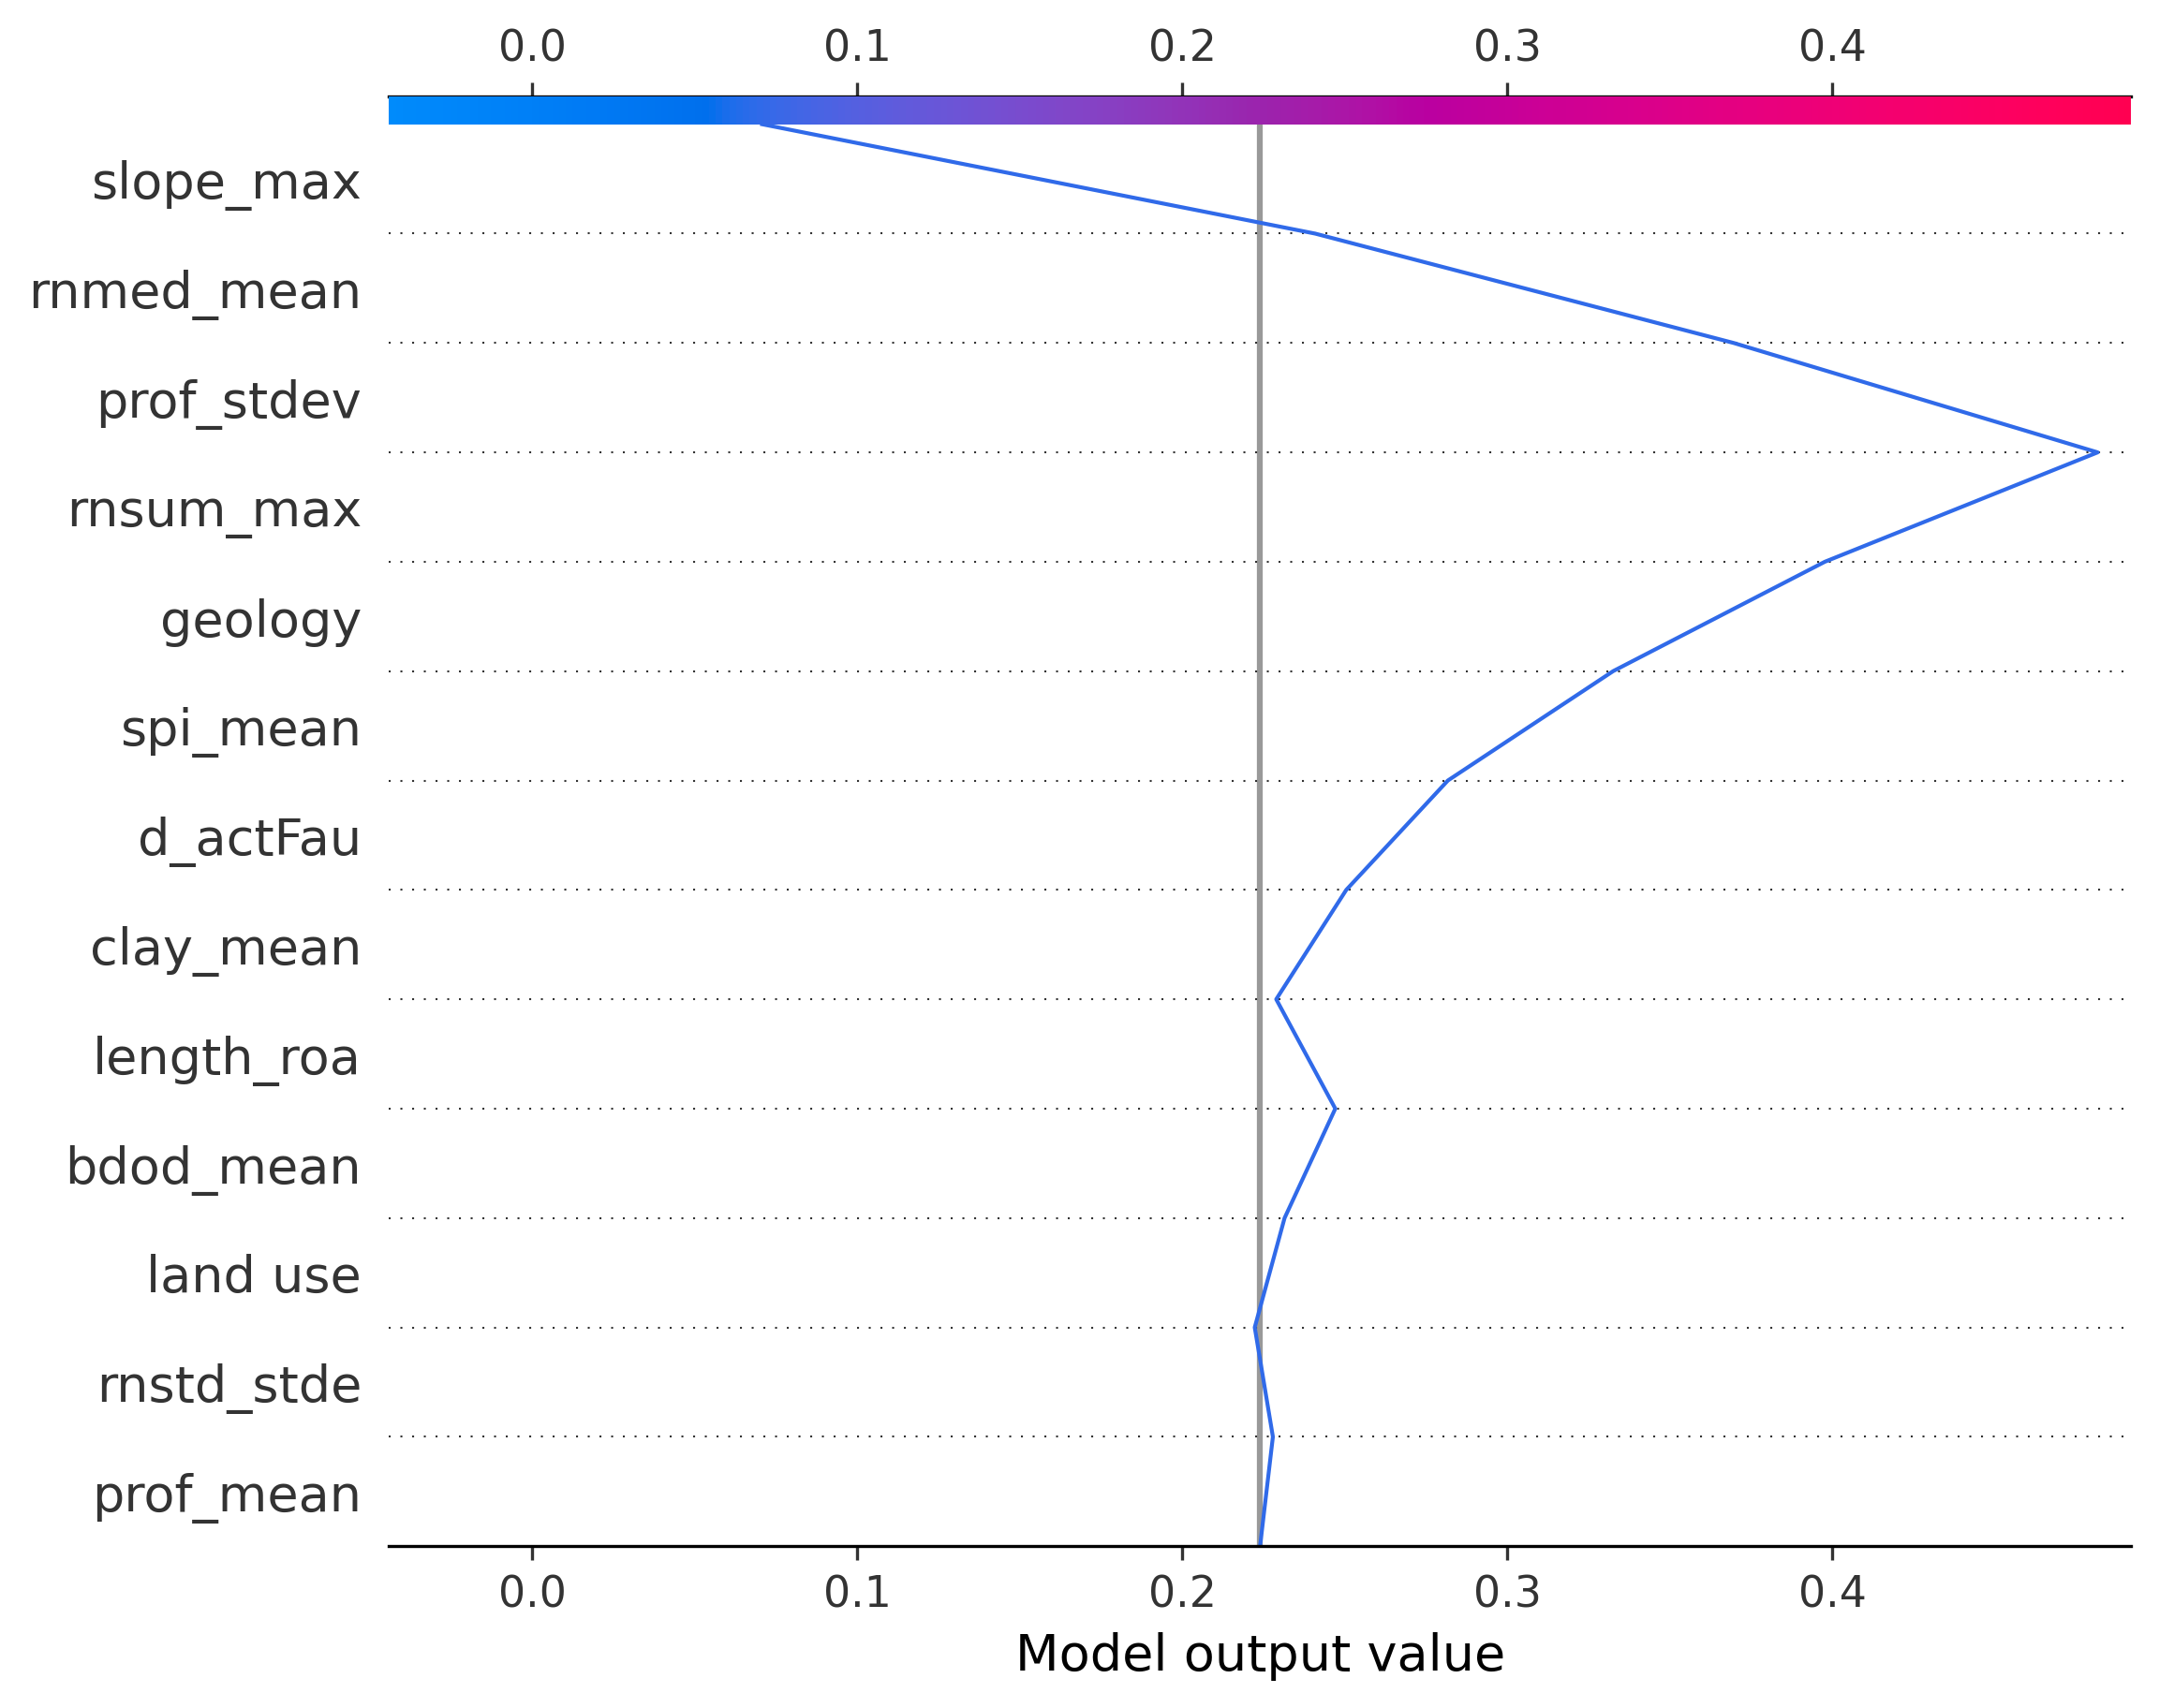 0.0 0.1 0.2 0.3 0.4
slope_max
rnmed_mean
prof_stdev
rnsum_max
geology
spi_mean
d_actFau
clay_mean
length_roa
bdod_mean
land use
rnstd_stde
prof_mean
0.0 0.1 0.2 0.3 0.4
Model output value